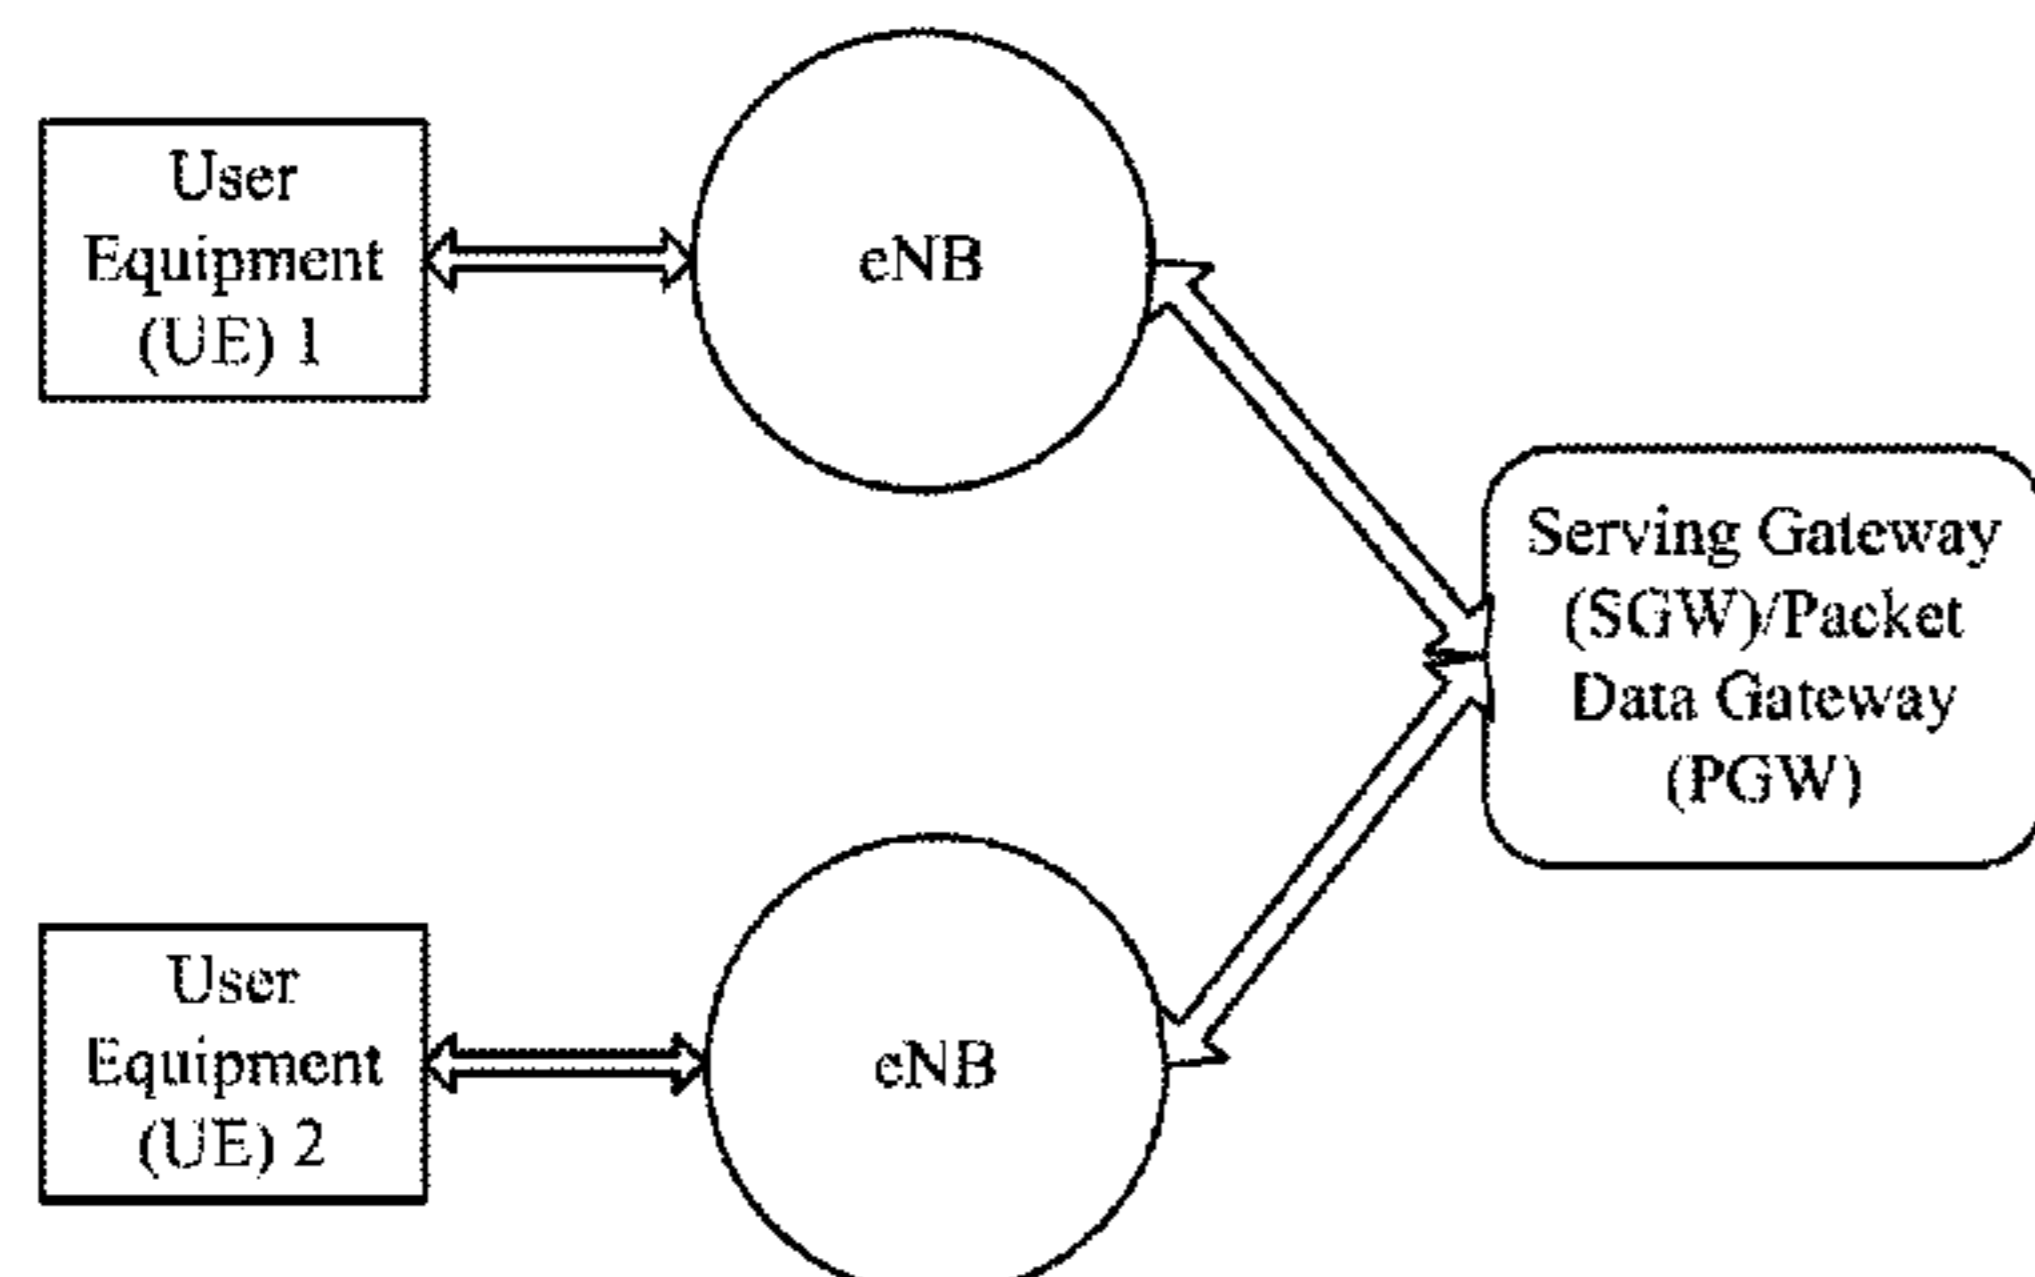 User
Equipment
(UE) 1
eNB
Serving Gateway
(SGW)/Packet
Data Gateway
(PGW)
User
Equipment
(UE) 2
eNB